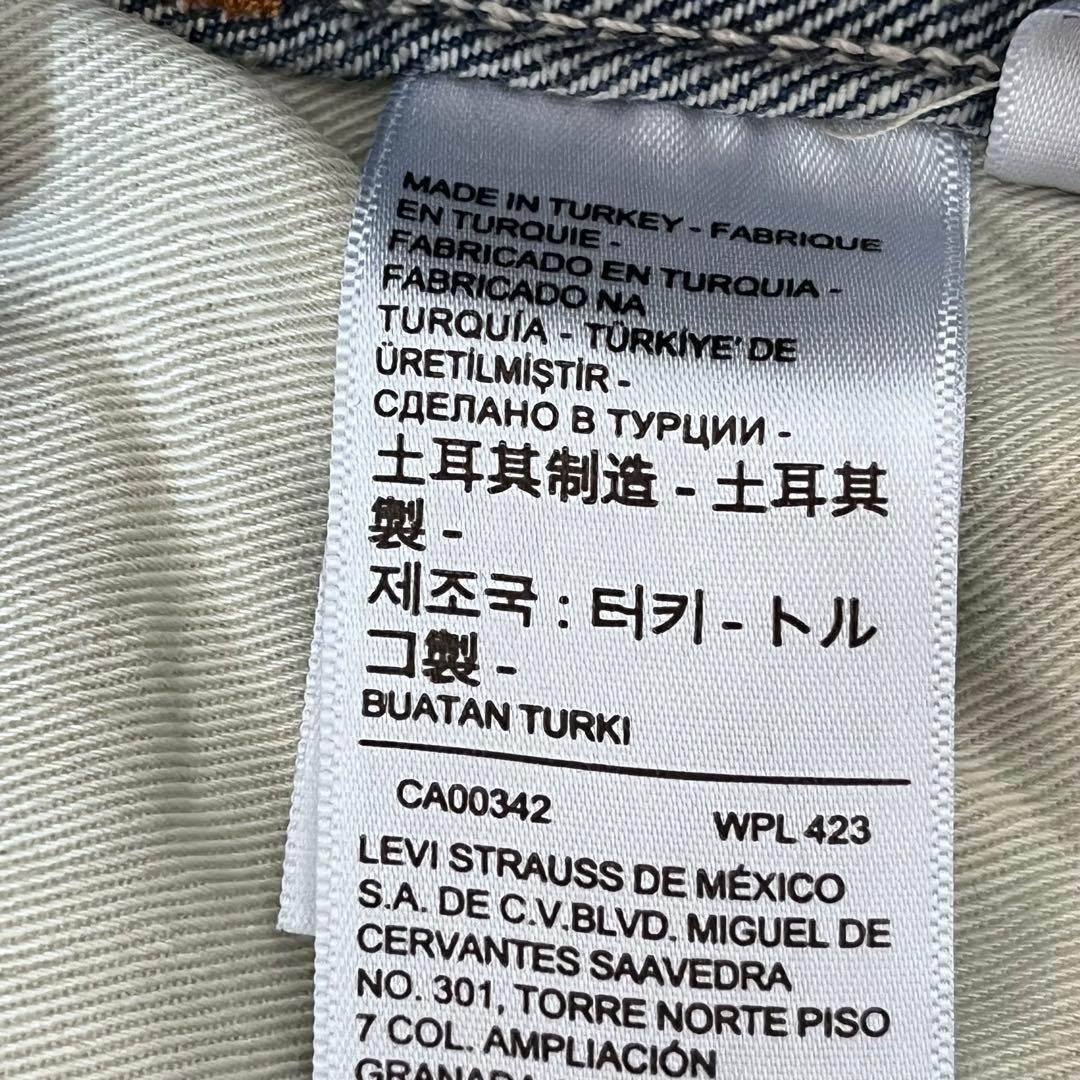 MADE IN TURKEY - FABRIQUE
EN TURQUIE -
FABRICADO EN TURQUIA -
FABRICADO NA
TURQUÍA - TÜRKİYE' DE
ÜRETİLMİŞTİR -
СДЕЛАНО В ТУРЦИИ -
土耳其制造 - 土耳其
製 -
제조국 : 터키 - トル
コ製 -
BUATAN TURKI
CA00342 WPL 423
LEVI STRAUSS DE MÉXICO
S.A. DE C.V.BLVD. MIGUEL DE
CERVANTES SAAVEDRA
NO. 301, TORRE NORTE PISO
7 COL. AMPLIACIÓN
GRANADA